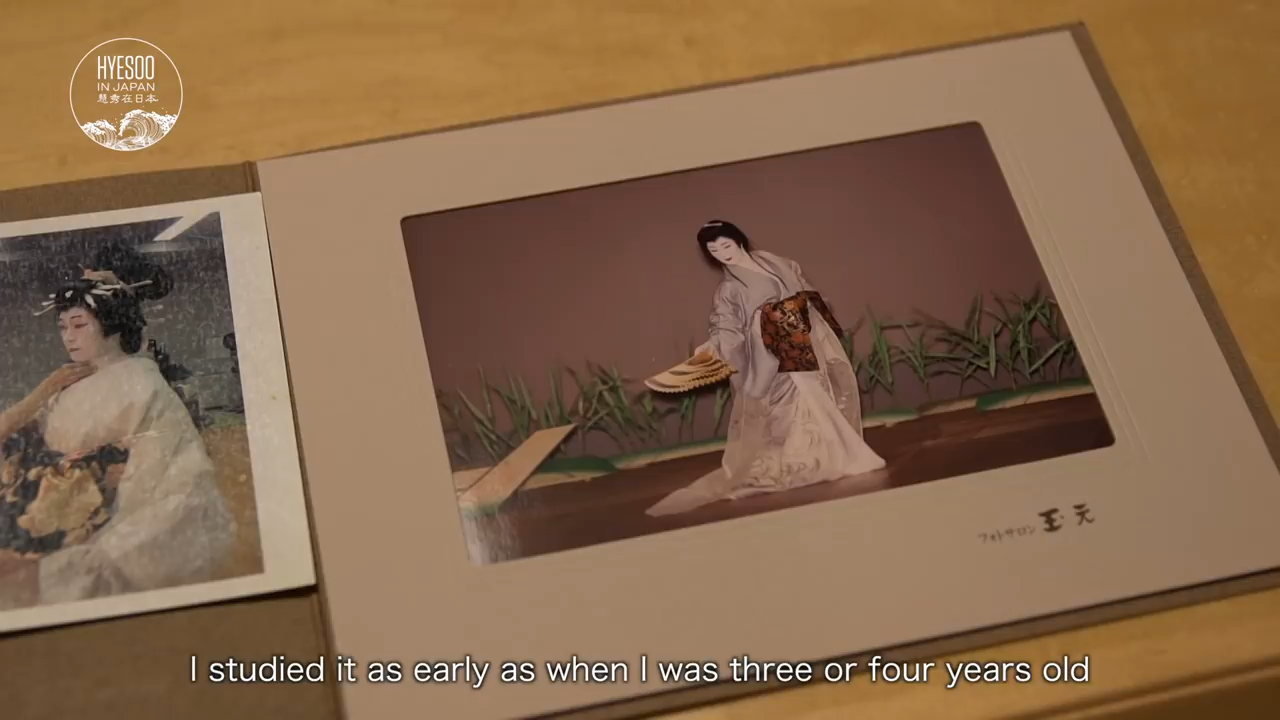 HYESOO
IN JAPAN
慧秀在日本
フォトサロン 玉元
I studied it as early as when I was three or four years old